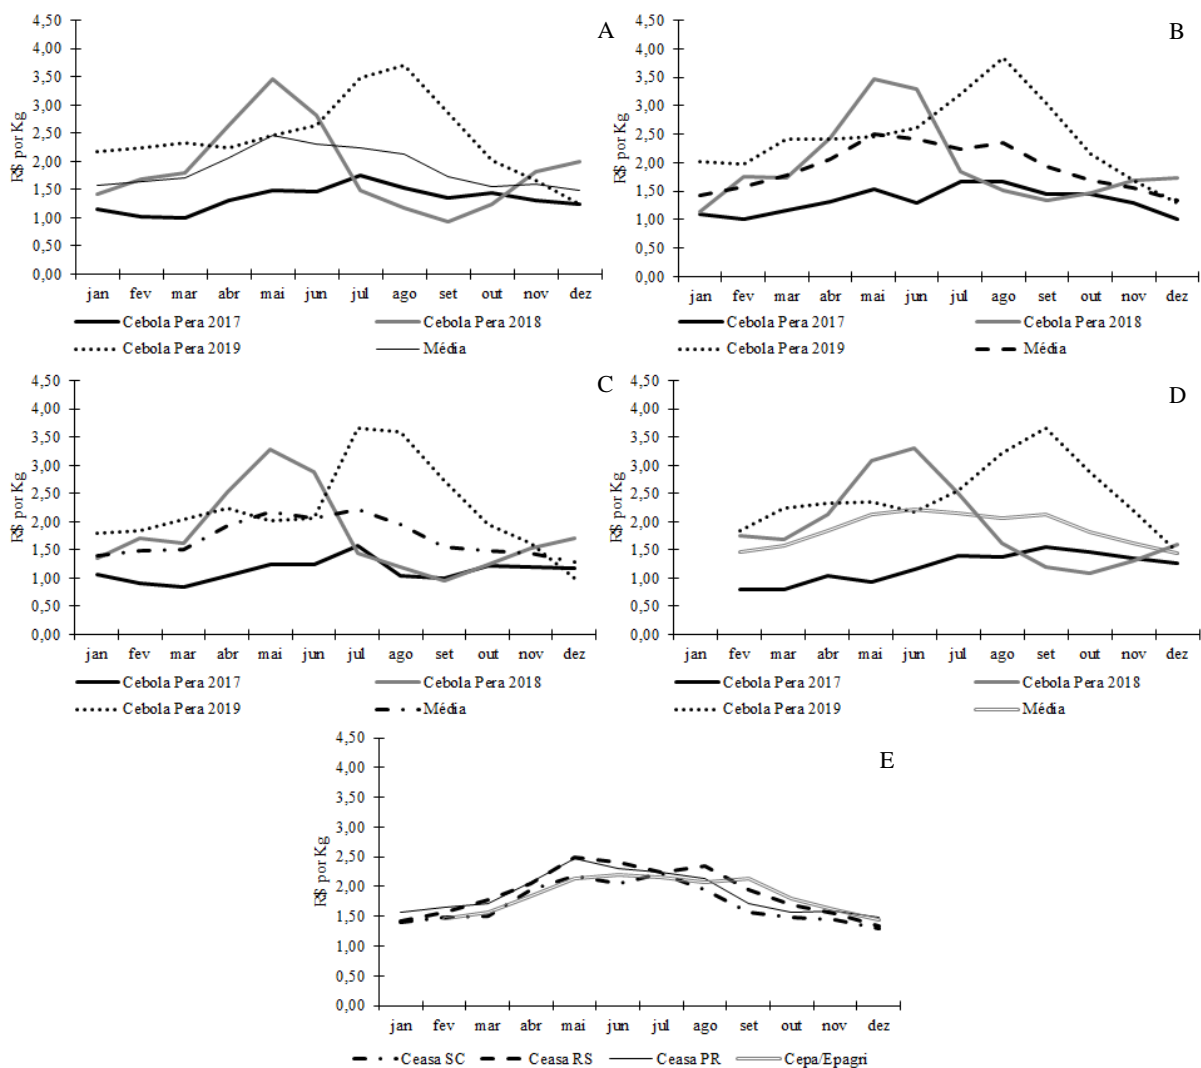 A
R$ por Kg
4,50
4,00
3,50
3,00
2,50
2,00
1,50
1,00
0,50
0,00
jan fev mar abr mai jun jul ago set out nov dez
Cebola Pera 2017 Cebola Pera 2018
Cebola Pera 2019 Média
B
R$ por Kg
4,50
4,00
3,50
3,00
2,50
2,00
1,50
1,00
0,50
0,00
jan fev mar abr mai jun jul ago set out nov dez
Cebola Pera 2017 Cebola Pera 2018
Cebola Pera 2019 Média
C
R$ por Kg
4,50
4,00
3,50
3,00
2,50
2,00
1,50
1,00
0,50
0,00
jan fev mar abr mai jun jul ago set out nov dez
Cebola Pera 2017 Cebola Pera 2018
Cebola Pera 2019 Média
D
R$ por Kg
4,50
4,00
3,50
3,00
2,50
2,00
1,50
1,00
0,50
0,00
jan fev mar abr mai jun jul ago set out nov dez
Cebola Pera 2017 Cebola Pera 2018
Cebola Pera 2019 Média
E
R$ por Kg
4,50
4,00
3,50
3,00
2,50
2,00
1,50
1,00
0,50
0,00
jan fev mar abr mai jun jul ago set out nov dez
Ceasa SC Ceasa RS Ceasa PR Cepa/Epagri